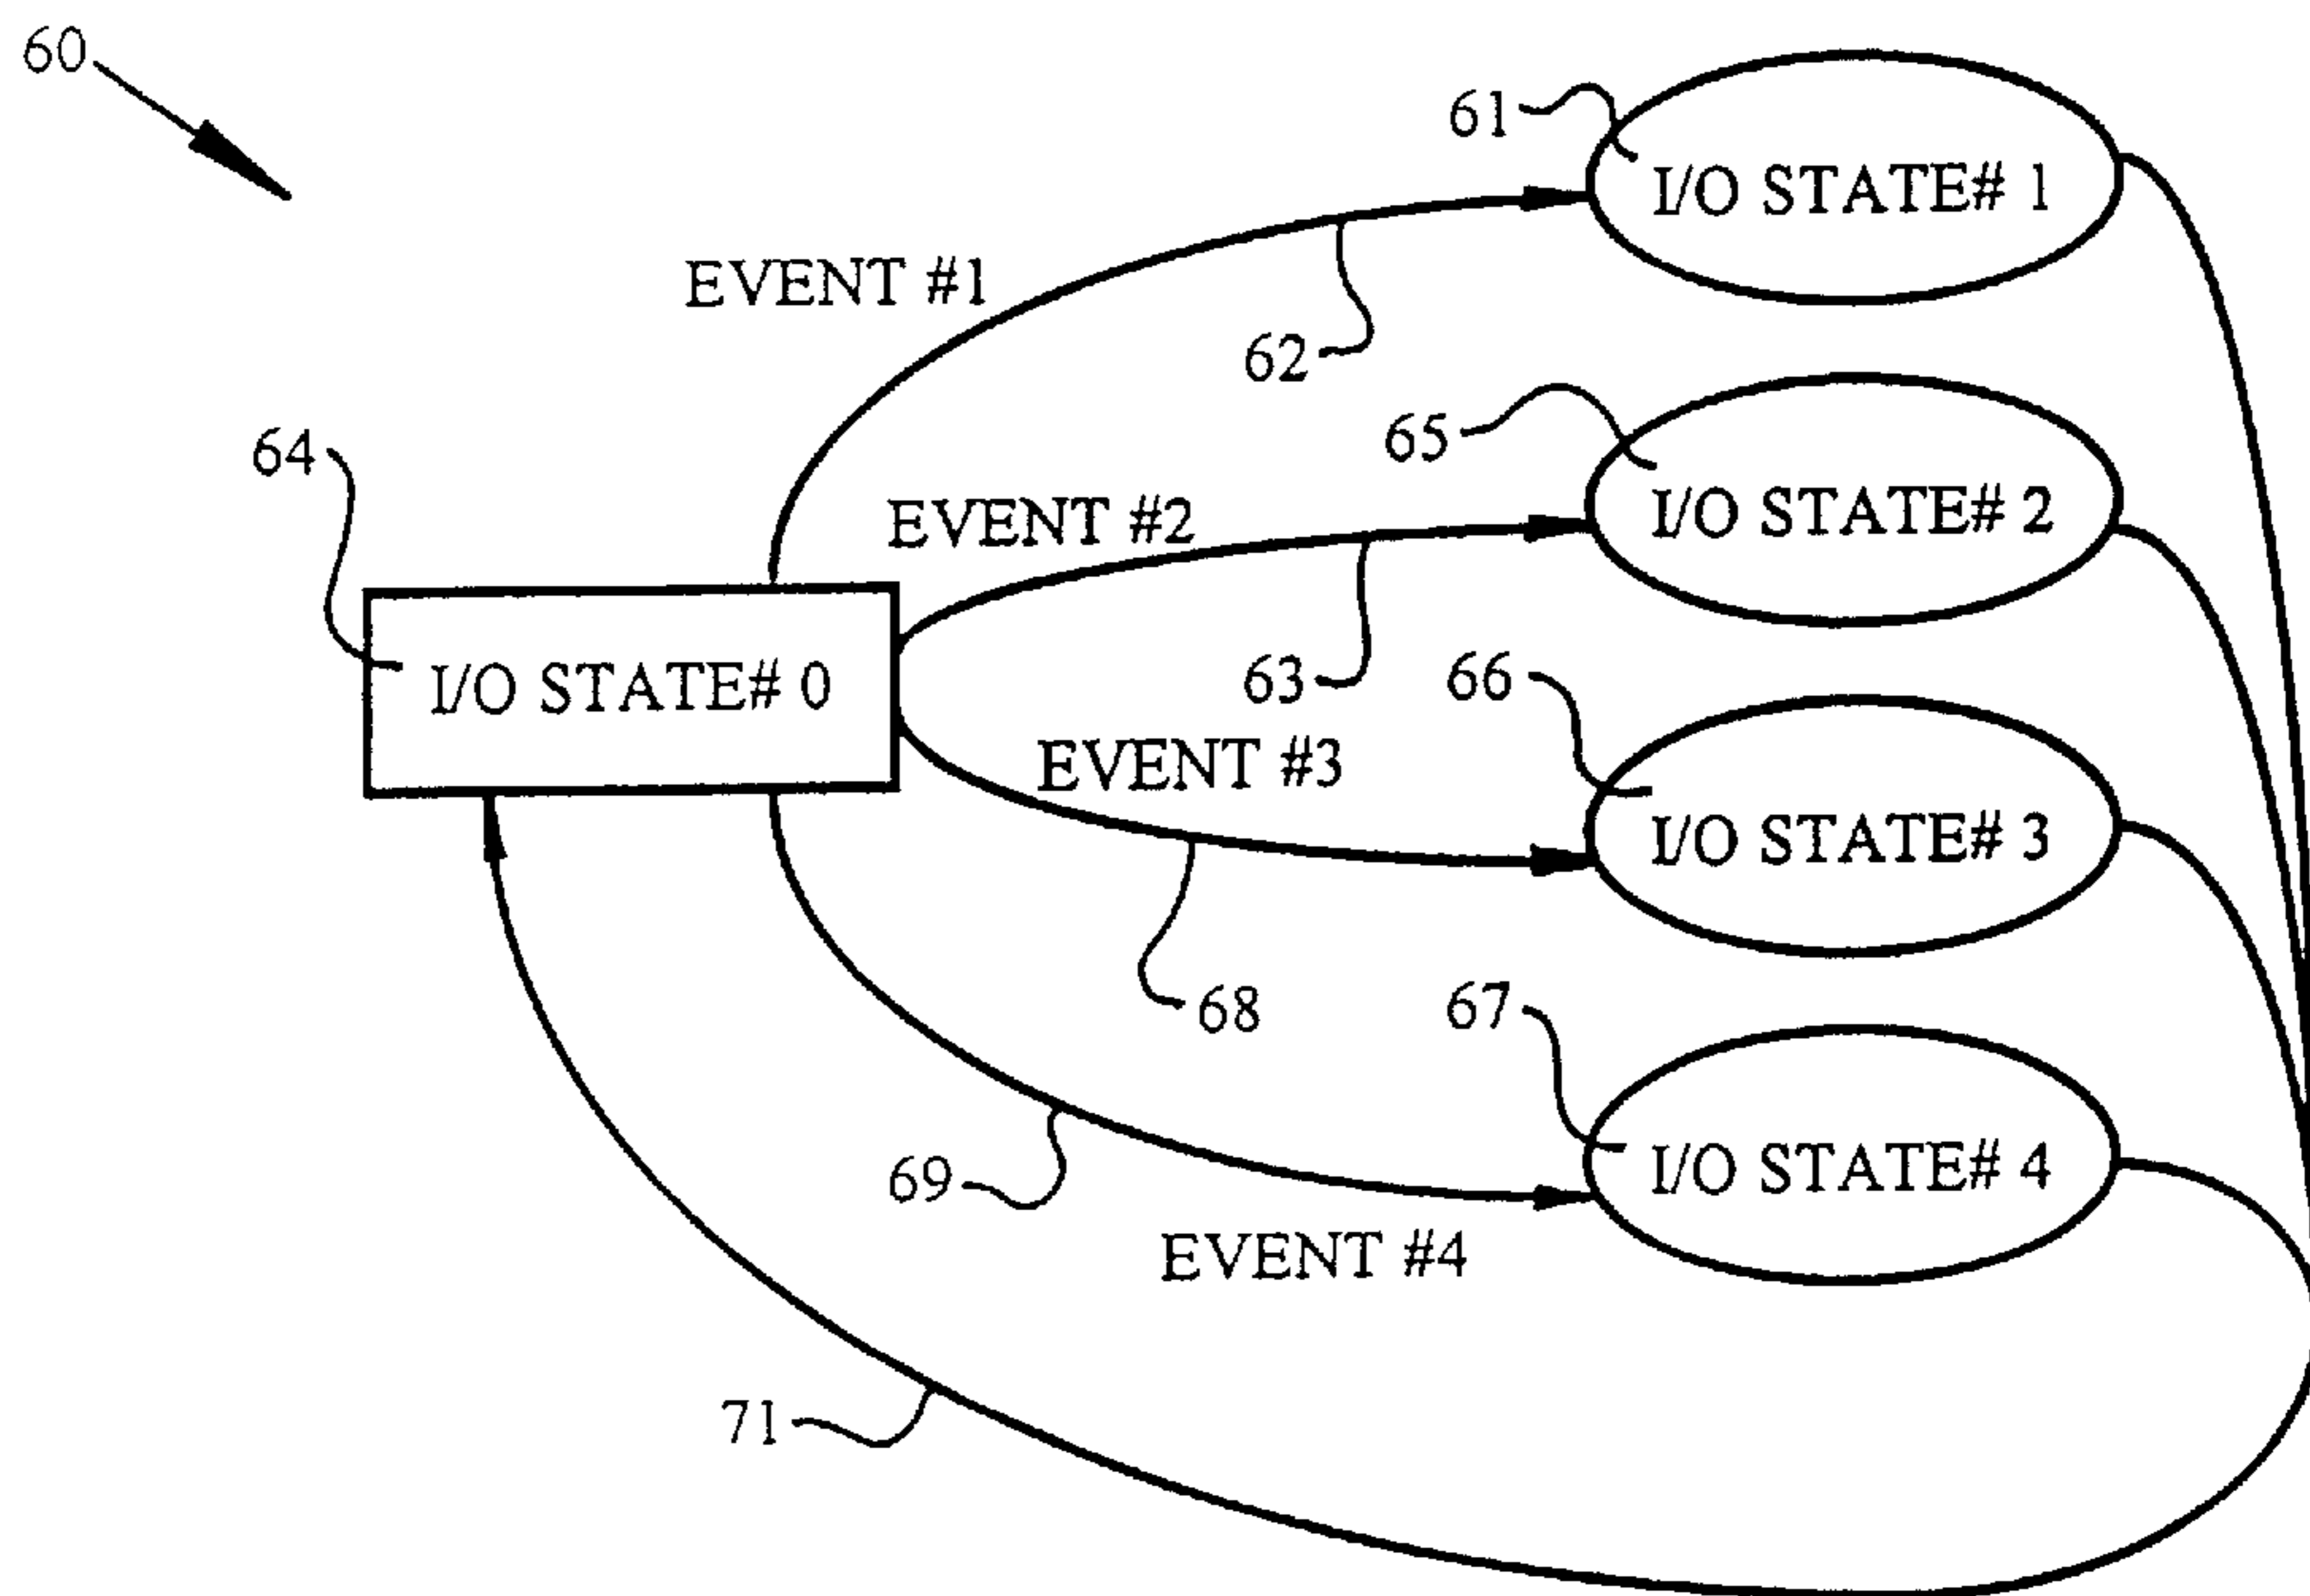 60
61
I/O STATE# 1
EVENT #1
62
65
64
EVENT #2
I/O STATE# 2
63
66
I/O STATE# 0
EVENT #3
I/O STATE# 3
68
67
69
I/O STATE# 4
EVENT #4
71